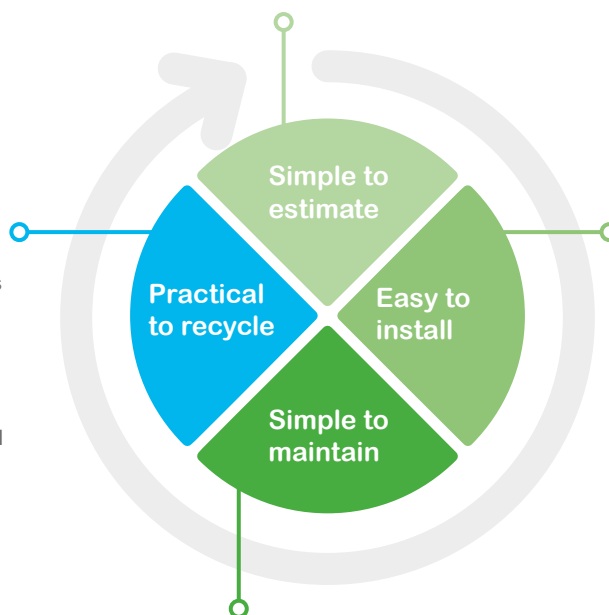 Simple to
estimate
Practical
to recycle
Easy to
install
Simple to
maintain